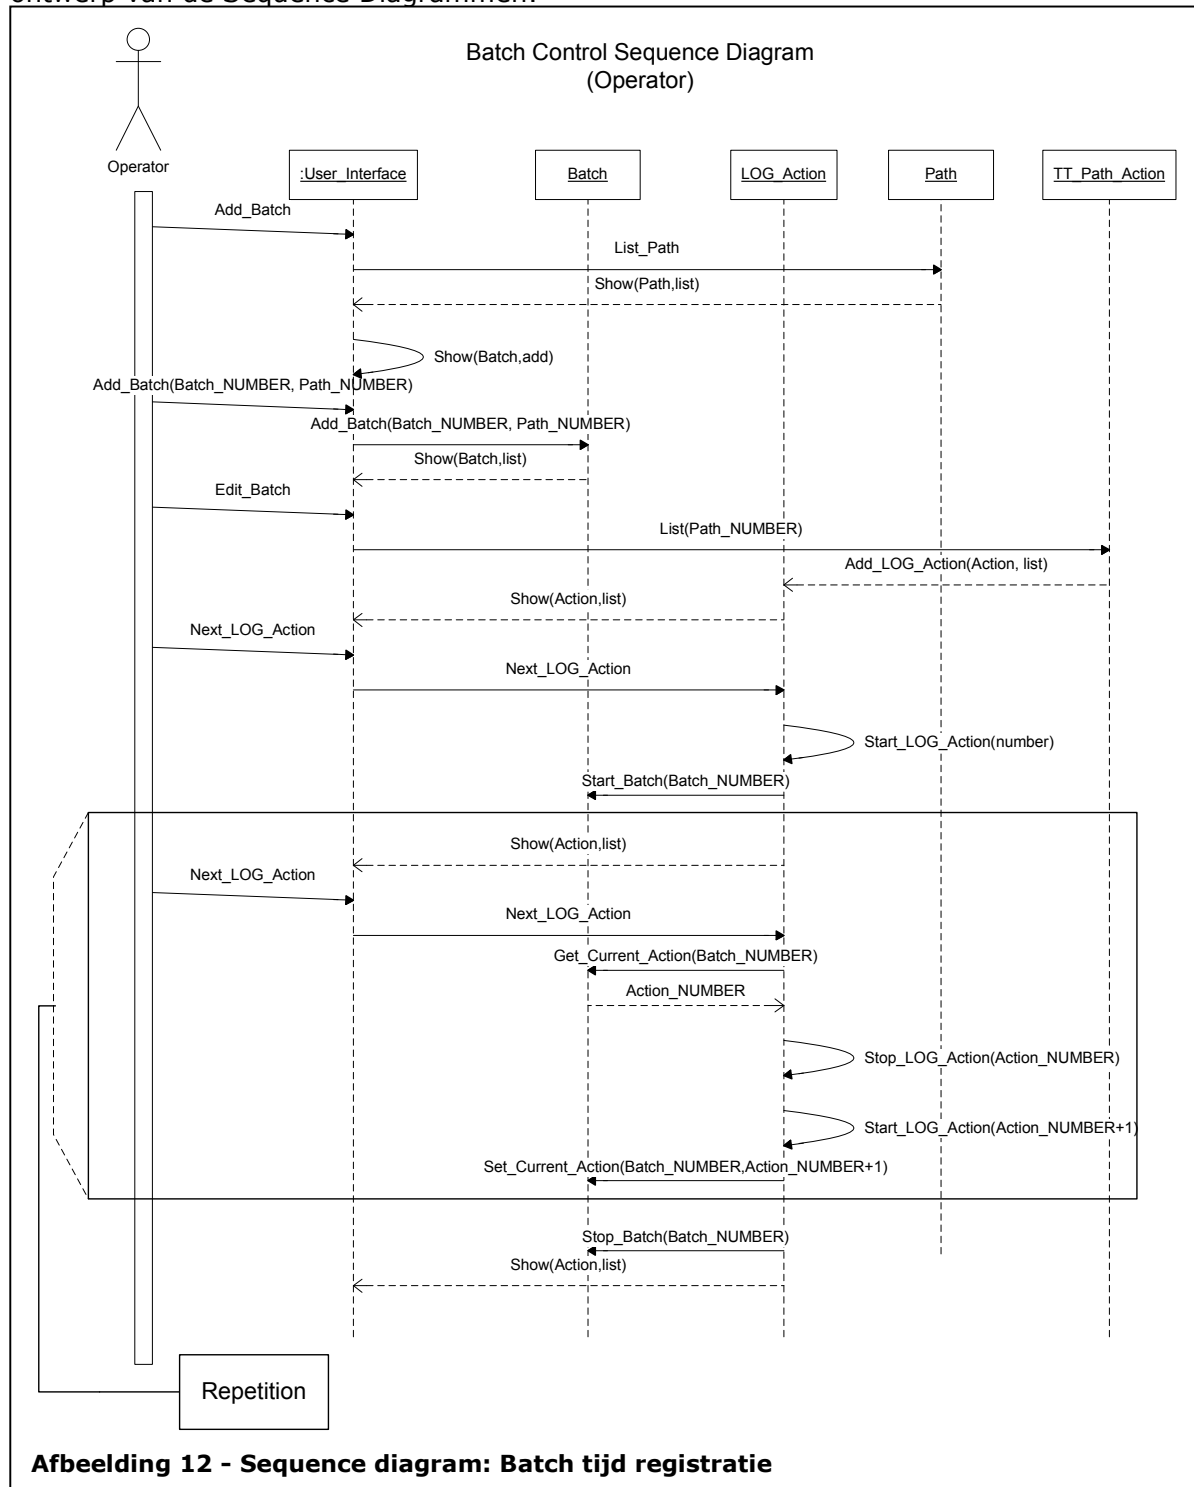 ontwerp van de Sequence Diagrammen.
Batch Control Sequence Diagram
(Operator)
Operator
:User_Interface
Batch
LOG_Action
Path
TT_Path_Action
Add_Batch
List_Path
Show(Path,list)
Show(Batch,add)
Add_Batch(Batch_NUMBER, Path_NUMBER)
Add_Batch(Batch_NUMBER, Path_NUMBER)
Show(Batch,list)
Edit_Batch
List(Path_NUMBER)
Add_LOG_Action(Action, list)
Show(Action,list)
Next_LOG_Action
Next_LOG_Action
Start_LOG_Action(number)
Start_Batch(Batch_NUMBER)
Show(Action,list)
Next_LOG_Action
Next_LOG_Action
Get_Current_Action(Batch_NUMBER)
Action_NUMBER
Stop_LOG_Action(Action_NUMBER)
Start_LOG_Action(Action_NUMBER+1)
Set_Current_Action(Batch_NUMBER,Action_NUMBER+1)
Stop_Batch(Batch_NUMBER)
Show(Action,list)
Repetition
Afbeelding 12 - Sequence diagram: Batch tijd registratie